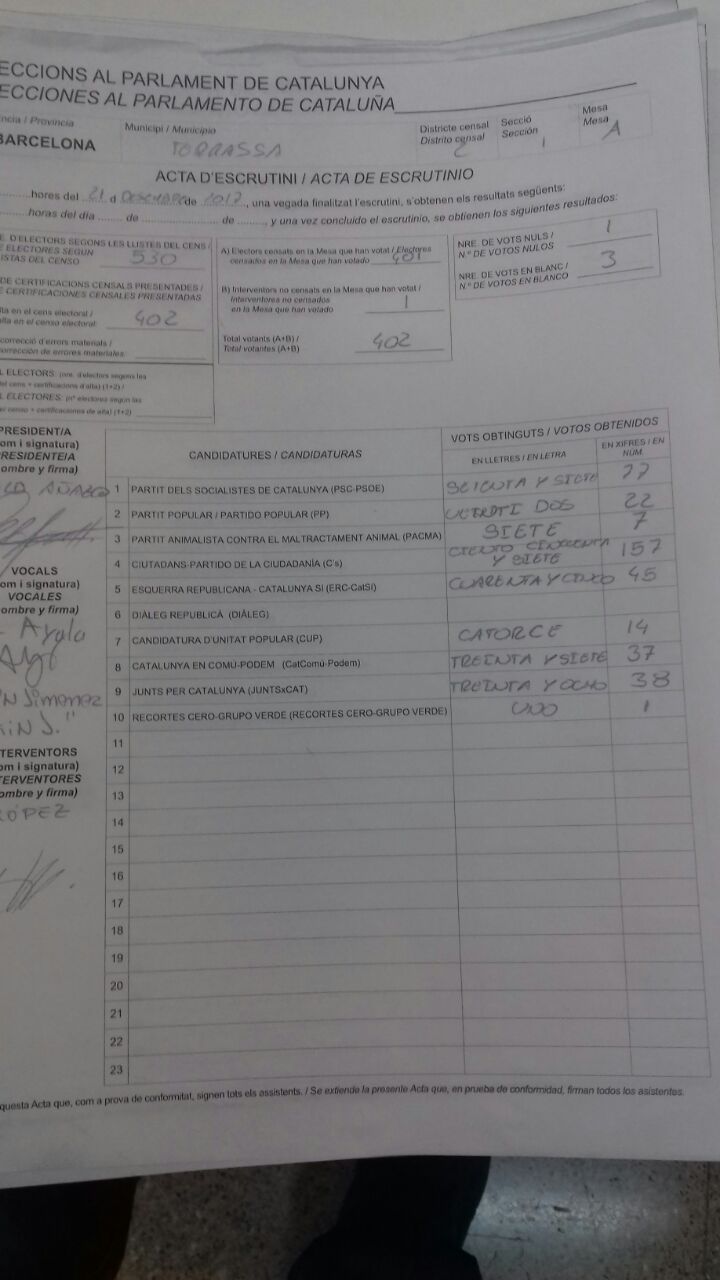 ECCIONS AL PARLAMENT DE CATALUNYA
ECCIONES AL PARLAMENTO DE CATALUÑA
ncia / Provincia Municipi / Municipio Districte censal Secció Mesa
Distrito censal Sección Mesa
BARCELONA TORRASSA 2 1 A
ACTA D'ESCRUTINI / ACTA DE ESCRUTINIO
hores del 21 d de 2017, una vegada finalitzat l'escrutini, s'obtenen els resultats següents:
horas del día de de , y una vez concluido el escrutinio, se obtienen los siguientes resultados:
E D'ELECTORS SEGONS LES LLISTES DEL CENS /
E ELECTORES SEGÚN
ISTAS DEL CENSO 530
DE CERTIFICACIONS CENSALS PRESENTADES /
E CERTIFICACIONES CENSALES PRESENTADAS
lta en el cens electoral /
alta en el censo electoral 402
correcció d'errors materials /
corrección de errores materiales
L ELECTORS: (nre. d'electors segons les
del cens + certificacions d'alta) (1+2) /
L ELECTORES: (nº electores según las
el censo + certificaciones de alta) (1+2)
A) Electors censats en la Mesa que han votat / Electores
censados en la Mesa que han votado 401
B) Interventors no censats en la Mesa que han votat /
Interventores no censados
en la Mesa que han votado 1
Total votants (A+B) /
Total votantes (A+B) 402
NRE. DE VOTS NULS /
N.º DE VOTOS NULOS 1
NRE. DE VOTS EN BLANC /
N.º DE VOTOS EN BLANCO 3
PRESIDENT/A
om i signatura)
PRESIDENTE/A
ombre y firma)
VOCALS
om i signatura)
VOCALES
ombre y firma)
Ayala
Jimenez
TERVENTORS
om i signatura)
TERVENTORES
ombre y firma)
LÓPEZ
CANDIDATURES / CANDIDATURAS VOTS OBTINGUTS / VOTOS OBTENIDOS
EN LLETRES / EN LETRA EN XIFRES / EN NÚM.
1 PARTIT DELS SOCIALISTES DE CATALUNYA (PSC-PSOE) Y SIETE 77
2 PARTIT POPULAR / PARTIDO POPULAR (PP) DOS 22
3 PARTIT ANIMALISTA CONTRA EL MALTRACTAMENT ANIMAL (PACMA) SIETE 7
4 CIUTADANS-PARTIDO DE LA CIUDADANÍA (C's) CIENTO CINCUENTA Y SIETE 157
5 ESQUERRA REPUBLICANA - CATALUNYA SÍ (ERC-CatSí) CUARENTA Y CINCO 45
6 DIÀLEG REPUBLICÀ (DIÀLEG)
7 CANDIDATURA D'UNITAT POPULAR (CUP) CATORCE 14
8 CATALUNYA EN COMÚ-PODEM (CatComú-Podem) TREINTA Y SIETE 37
9 JUNTS PER CATALUNYA (JUNTSxCAT) TREINTA Y OCHO 38
10 RECORTES CERO-GRUPO VERDE (RECORTES CERO-GRUPO VERDE) UNO 1
11
12
13
14
15
16
17
18
19
20
21
22
23
questa Acta que, com a prova de conformitat, signen tots els assistents. / Se extiende la presente Acta que, en prueba de conformidad, firman todos los asistentes.